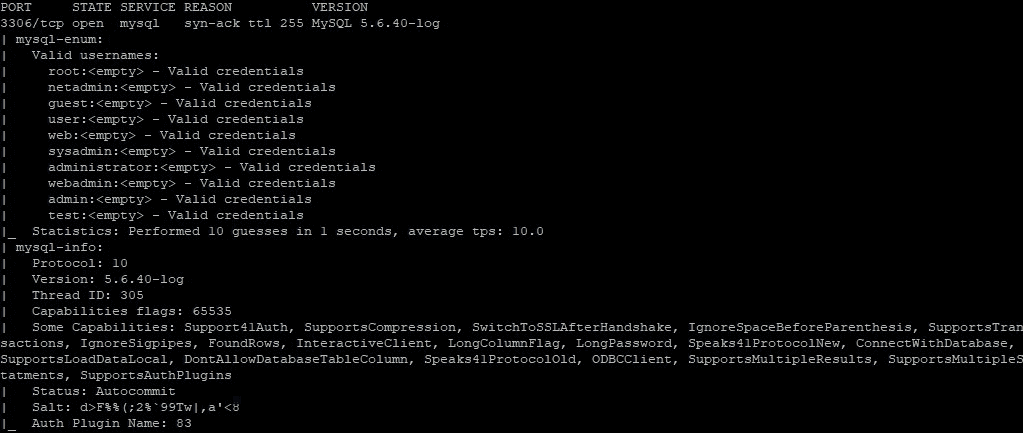 PORT     STATE SERVICE REASON          VERSION
3306/tcp open  mysql   syn-ack ttl 255 MySQL 5.6.40-log
| mysql-enum:
|   Valid usernames:
|     root:<empty> - Valid credentials
|     netadmin:<empty> - Valid credentials
|     guest:<empty> - Valid credentials
|     user:<empty> - Valid credentials
|     web:<empty> - Valid credentials
|     sysadmin:<empty> - Valid credentials
|     administrator:<empty> - Valid credentials
|     webadmin:<empty> - Valid credentials
|     admin:<empty> - Valid credentials
|     test:<empty> - Valid credentials
|_  Statistics: Performed 10 guesses in 1 seconds, average tps: 10.0
| mysql-info:
|   Protocol: 10
|   Version: 5.6.40-log
|   Thread ID: 305
|   Capabilities flags: 65535
|   Some Capabilities: Support41Auth, SupportsCompression, SwitchToSSLAfterHandshake, IgnoreSpaceBeforeParenthesis, SupportsTran
sactions, IgnoreSigpipes, FoundRows, InteractiveClient, LongColumnFlag, LongPassword, Speaks41ProtocolNew, ConnectWithDatabase,
SupportsLoadDataLocal, DontAllowDatabaseTableColumn, Speaks41ProtocolOld, ODBCClient, SupportsMultipleResults, SupportsMultipleS
tatments, SupportsAuthPlugins
|   Status: Autocommit
|   Salt: d>F%%(;2%`99Tw|,a'<8
|_  Auth Plugin Name: 83